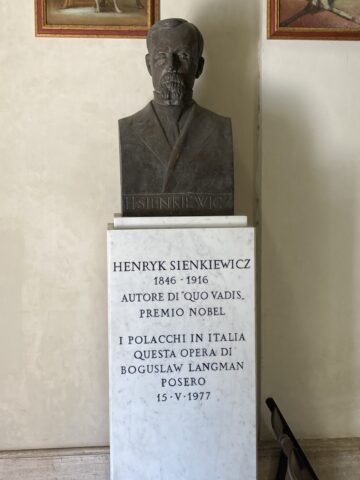 H·SIENKIEWICZ
HENRYK SIENKIEWICZ
1846 - 1916
AUTORE DI "QUO VADIS„
PREMIO NOBEL
I POLACCHI IN ITALIA
QUESTA OPERA DI
BOGUSLAW LANGMAN
POSERO
15·V·1977